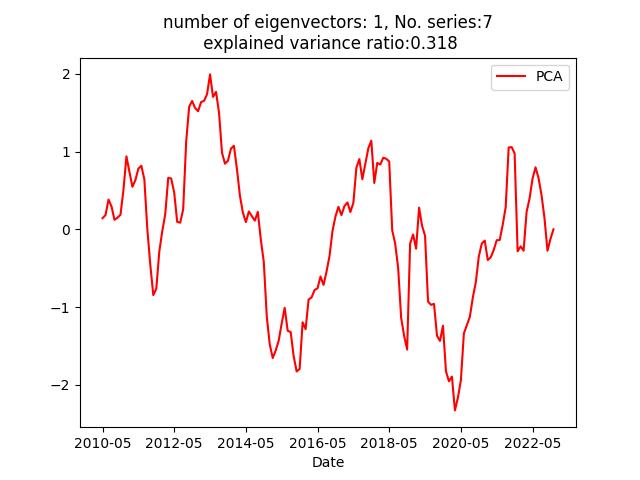 number of eigenvectors: 1, No. series:7
explained variance ratio:0.318
PCA
2
1
0
−1
−2
2010-05 2012-05 2014-05 2016-05 2018-05 2020-05 2022-05
Date